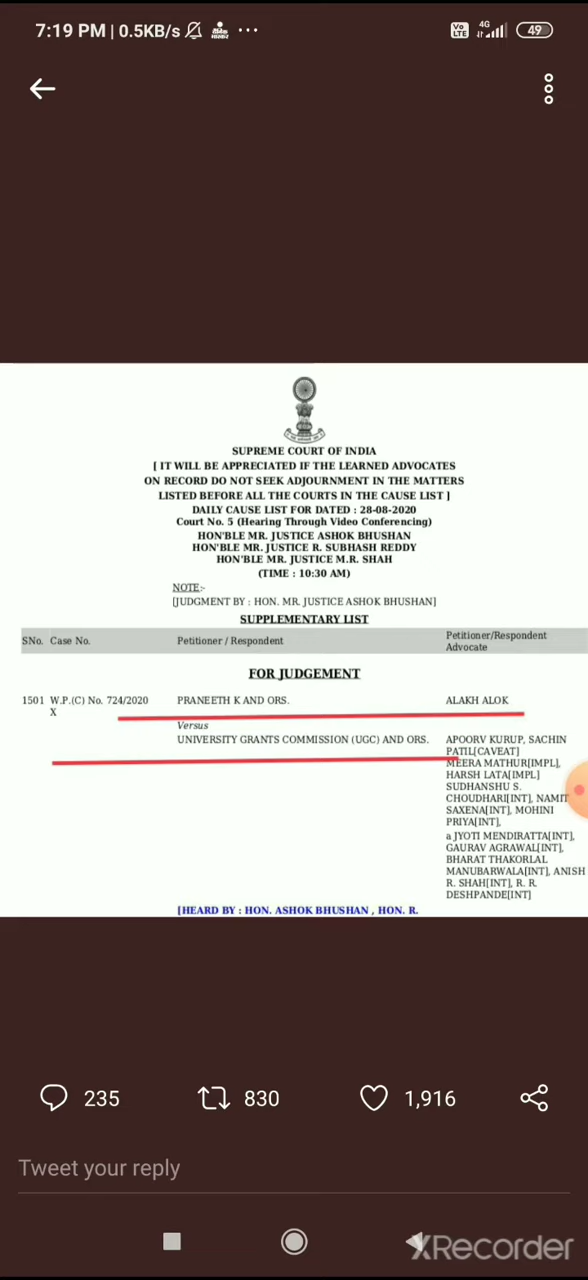 7:19 PM | 0.5KB/s ...
Vo LTE 4G 49
SUPREME COURT OF INDIA
[ IT WILL BE APPRECIATED IF THE LEARNED ADVOCATES
ON RECORD DO NOT SEEK ADJOURNMENT IN THE MATTERS
LISTED BEFORE ALL THE COURTS IN THE CAUSE LIST ]
DAILY CAUSE LIST FOR DATED : 28-08-2020
Court No. 5 (Hearing Through Video Conferencing)
HON'BLE MR. JUSTICE ASHOK BHUSHAN
HON'BLE MR. JUSTICE R. SUBHASH REDDY
HON'BLE MR. JUSTICE M.R. SHAH
(TIME : 10:30 AM)
NOTE:-
[JUDGMENT BY : HON. MR. JUSTICE ASHOK BHUSHAN]
SUPPLEMENTARY LIST
SNo. Case No. Petitioner / Respondent Petitioner/Respondent
Advocate
FOR JUDGEMENT
1501 W.P.(C) No. 724/2020 PRANEETH K AND ORS. ALAKH ALOK
X
Versus
UNIVERSITY GRANTS COMMISSION (UGC) AND ORS. APOORV KURUP, SACHIN
PATIL[CAVEAT]
MEERA MATHUR[IMPL],
HARSH LATA[IMPL]
SUDHANSHU S.
CHOUDHARI[INT], NAMIT
SAXENA[INT], MOHINI
PRIYA[INT],
a JYOTI MENDIRATTA[INT],
GAURAV AGRAWAL[INT],
BHARAT THAKORLAL
MANUBARWALA[INT], ANISH
R. SHAH[INT], R. R.
DESHPANDE[INT]
[HEARD BY : HON. ASHOK BHUSHAN , HON. R.
235 830 1,916
Tweet your reply
XRecorder